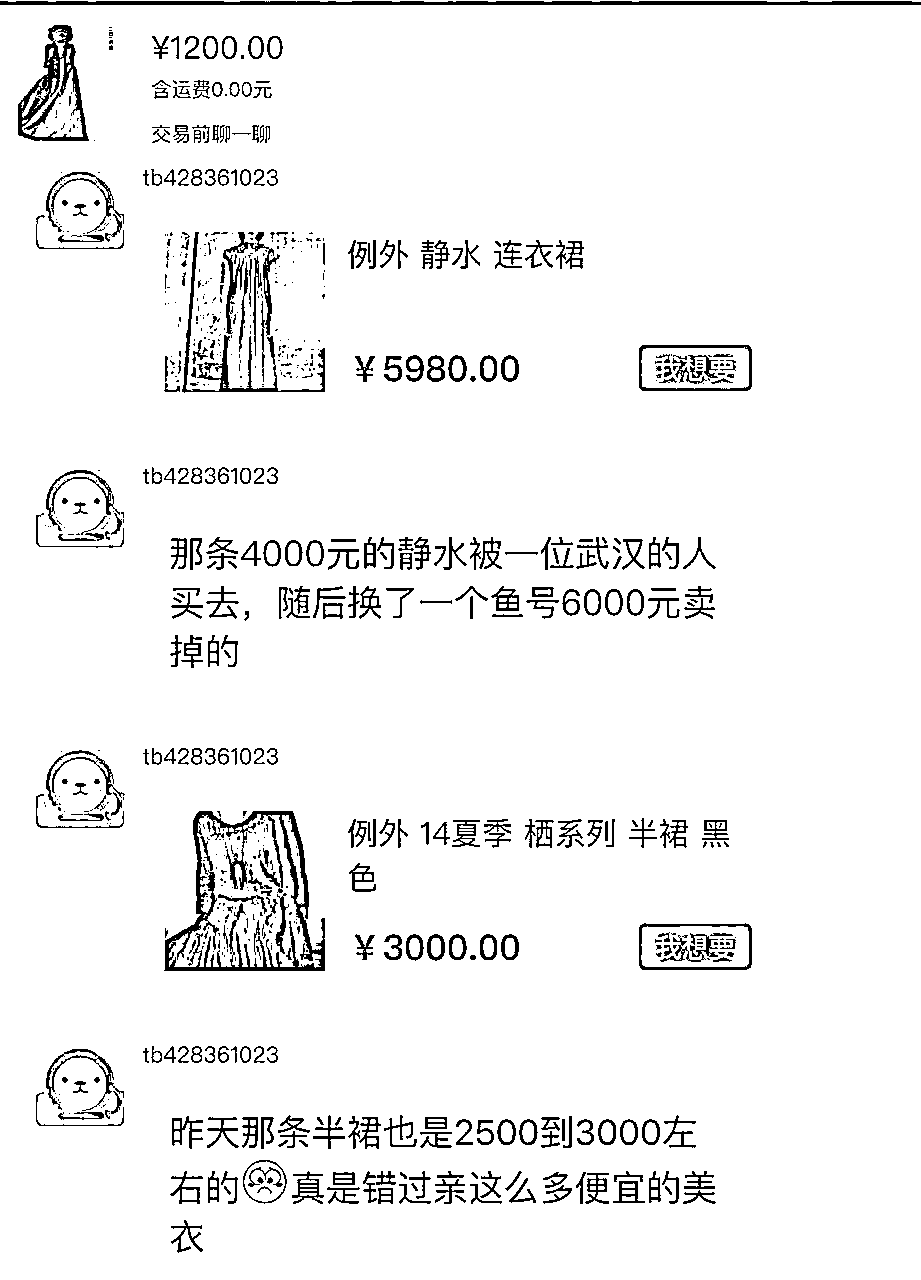 ¥1200.00
含运费0.00元
交易前聊一聊
tb428361023
例外 静水 连衣裙
¥5980.00
我想要
tb428361023
那条4000元的静水被一位武汉的人
买去，随后换了一个鱼号6000元卖
掉的
tb428361023
例外 14夏季 栖系列 半裙 黑
色
¥3000.00
我想要
tb428361023
昨天那条半裙也是2500到3000左
右的😳真是错过亲这么多便宜的美
衣